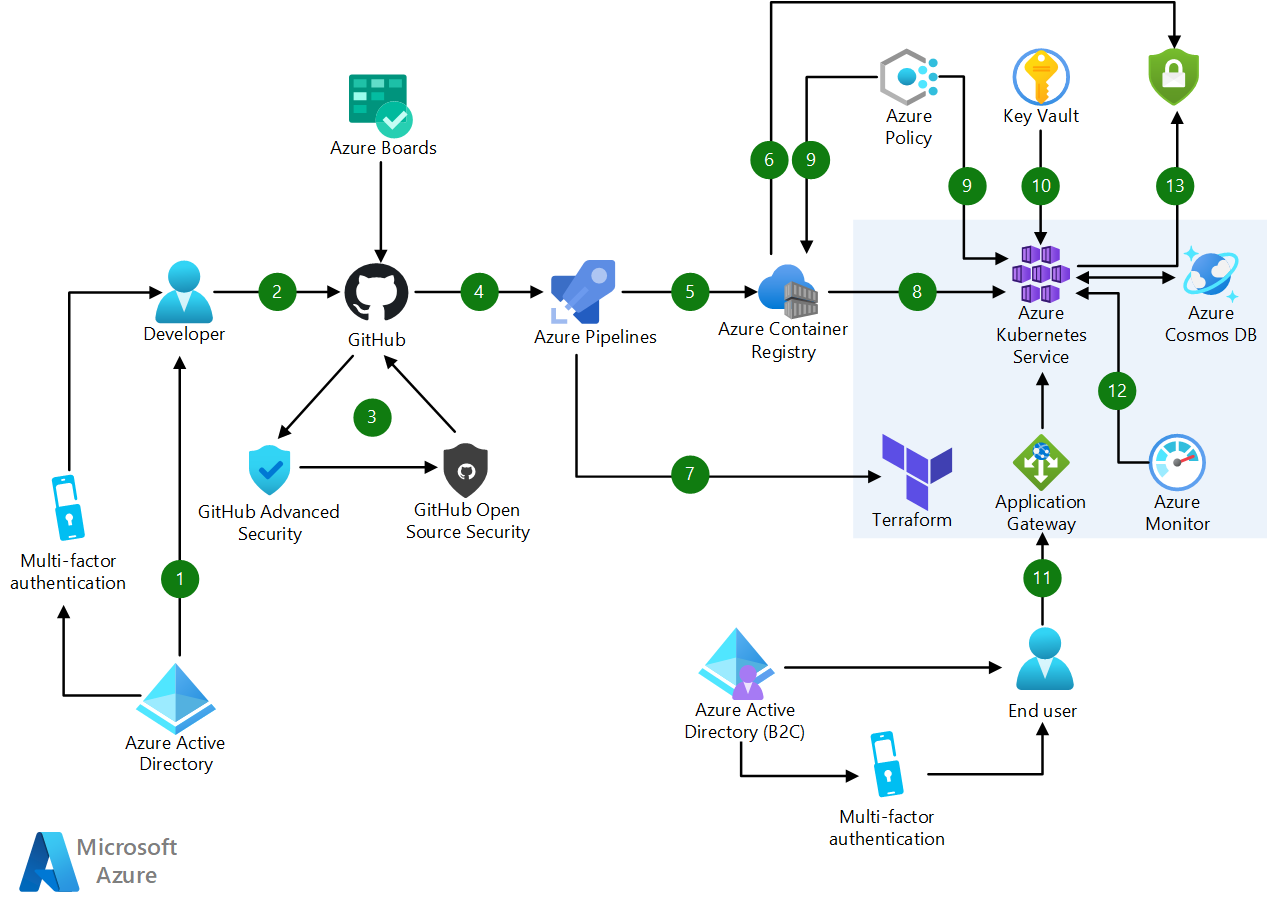 6
9
Azure
Policy
Key Vault
9
10
13
Azure Boards
2
4
5
8
Developer
GitHub
Azure Pipelines
Azure Container
Registry
Azure
Kubernetes
Service
Azure
Cosmos DB
3
12
7
GitHub Advanced
Security
GitHub Open
Source Security
Terraform
Application
Gateway
Azure
Monitor
Multi-factor
authentication
1
11
Azure Active
Directory
Azure Active
Directory (B2C)
End user
Multi-factor
authentication
Microsoft
Azure